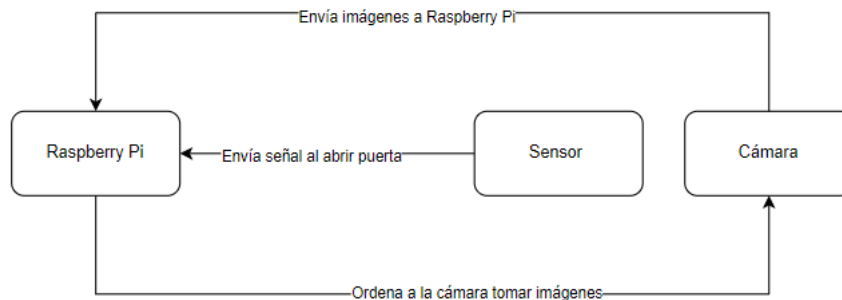 Envía imágenes a Raspberry Pi
Raspberry Pi
Envía señal al abrir puerta
Sensor
Cámara
Ordena a la cámara tomar imágenes